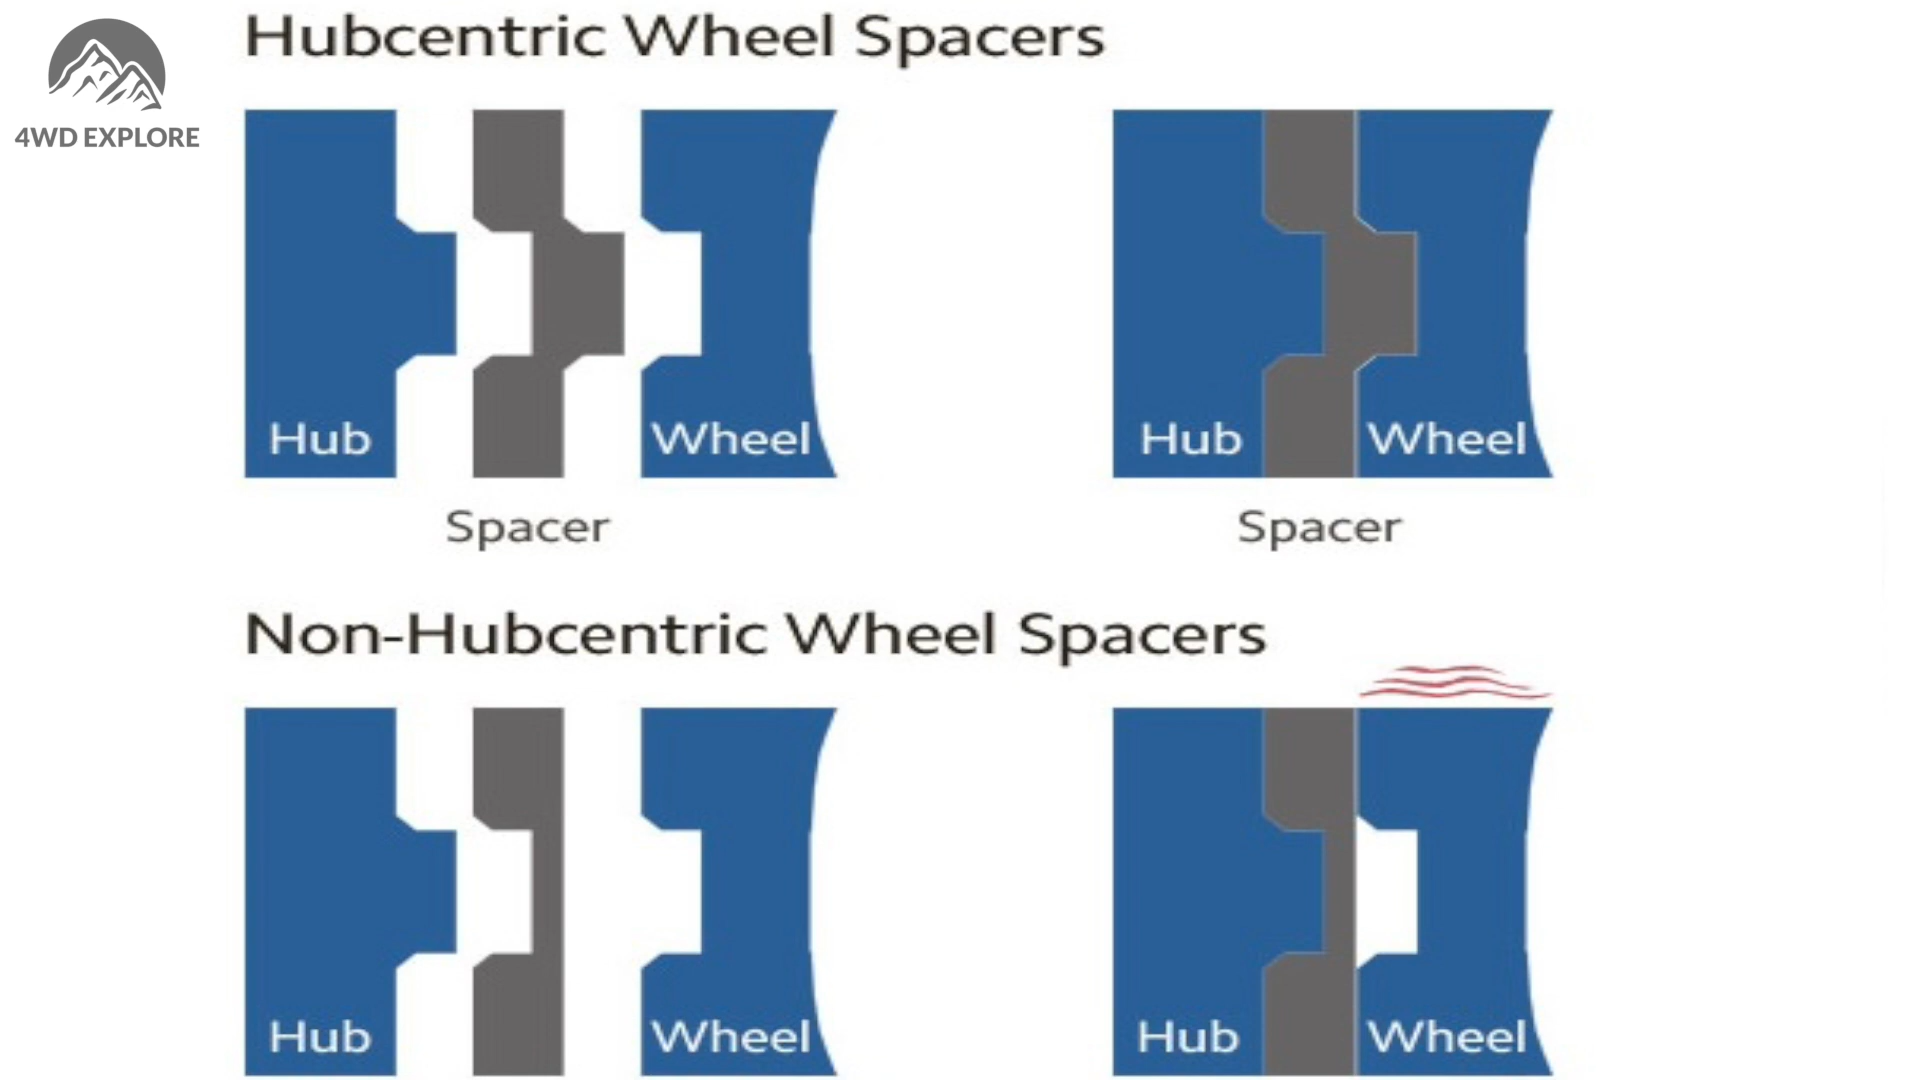 Hubcentric Wheel Spacers
4WD EXPLORE
Hub
Wheel
Hub
Wheel
Spacer
Spacer
Non-Hubcentric Wheel Spacers
Hub
Wheel
Hub
Wheel